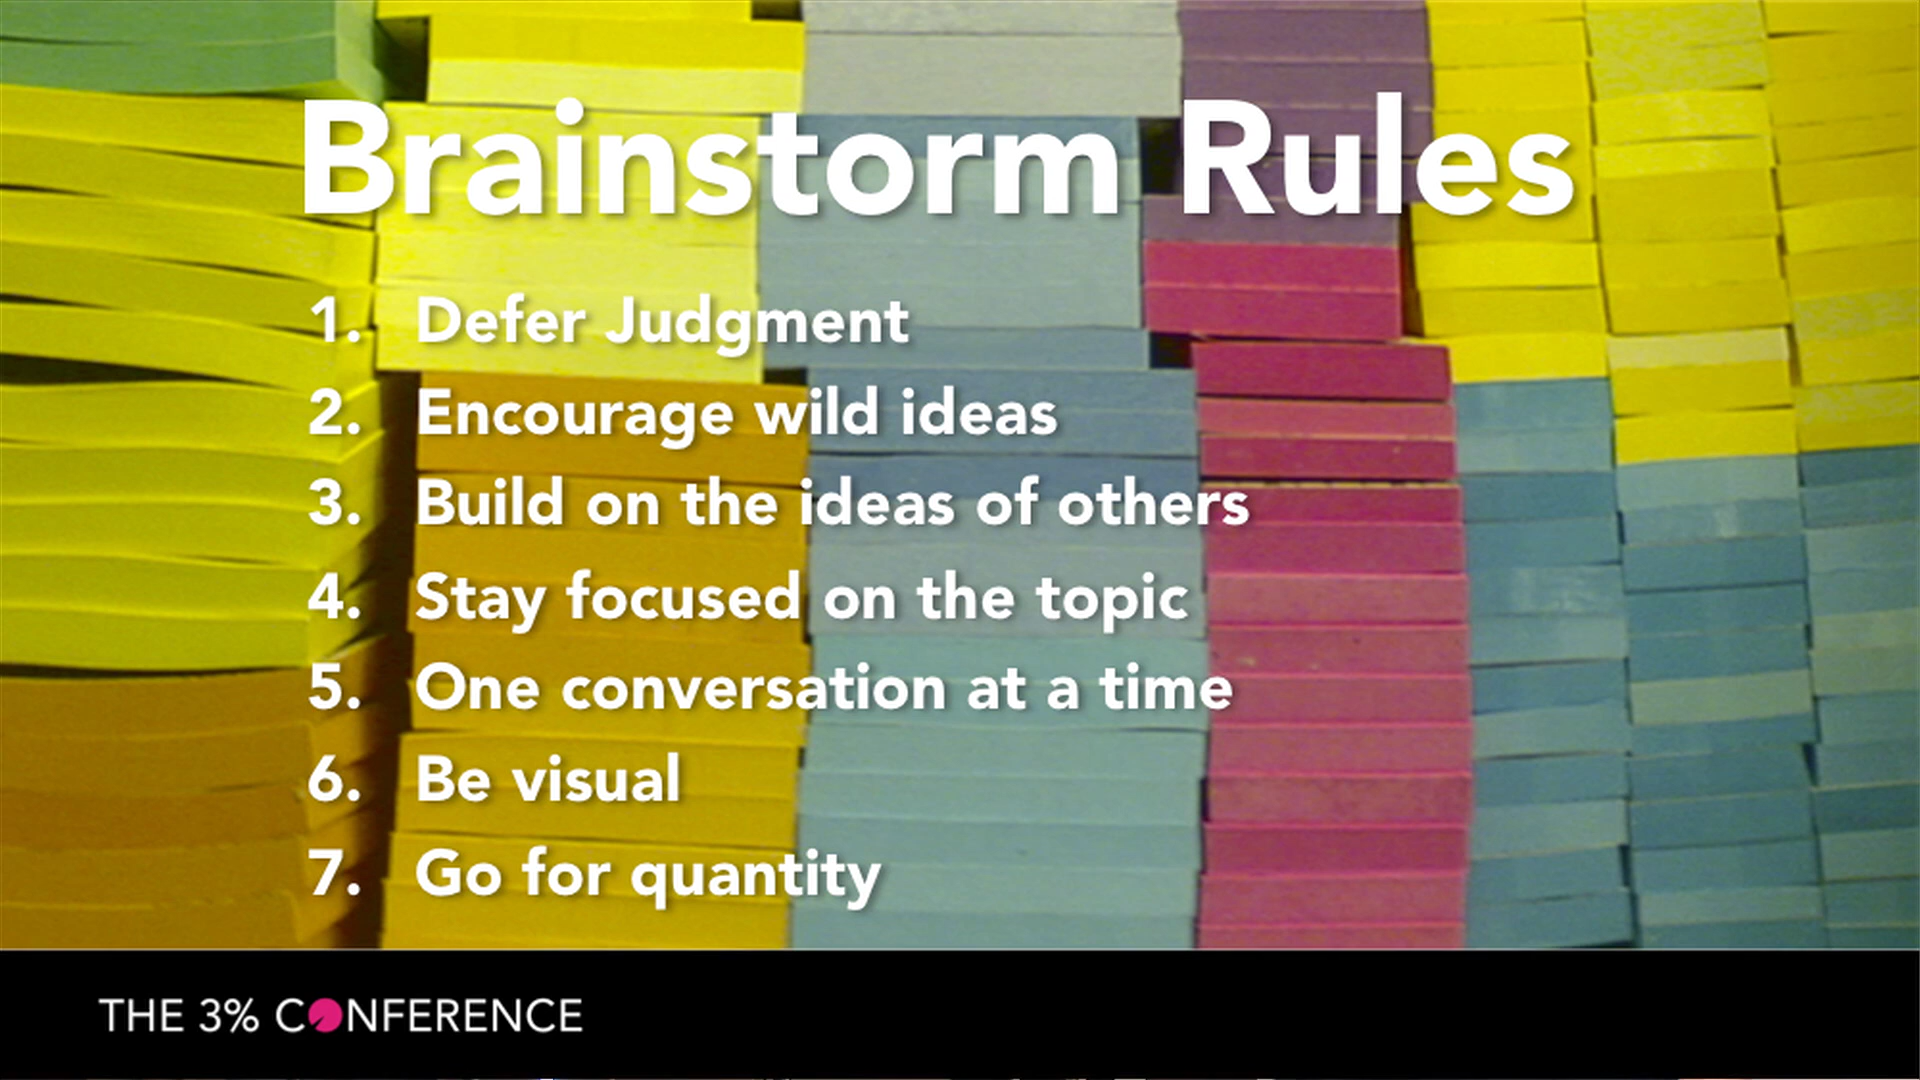 Brainstorm Rules
1. Defer Judgment
2. Encourage wild ideas
3. Build on the ideas of others
4. Stay focused on the topic
5. One conversation at a time
6. Be visual
7. Go for quantity
THE 3% CONFERENCE